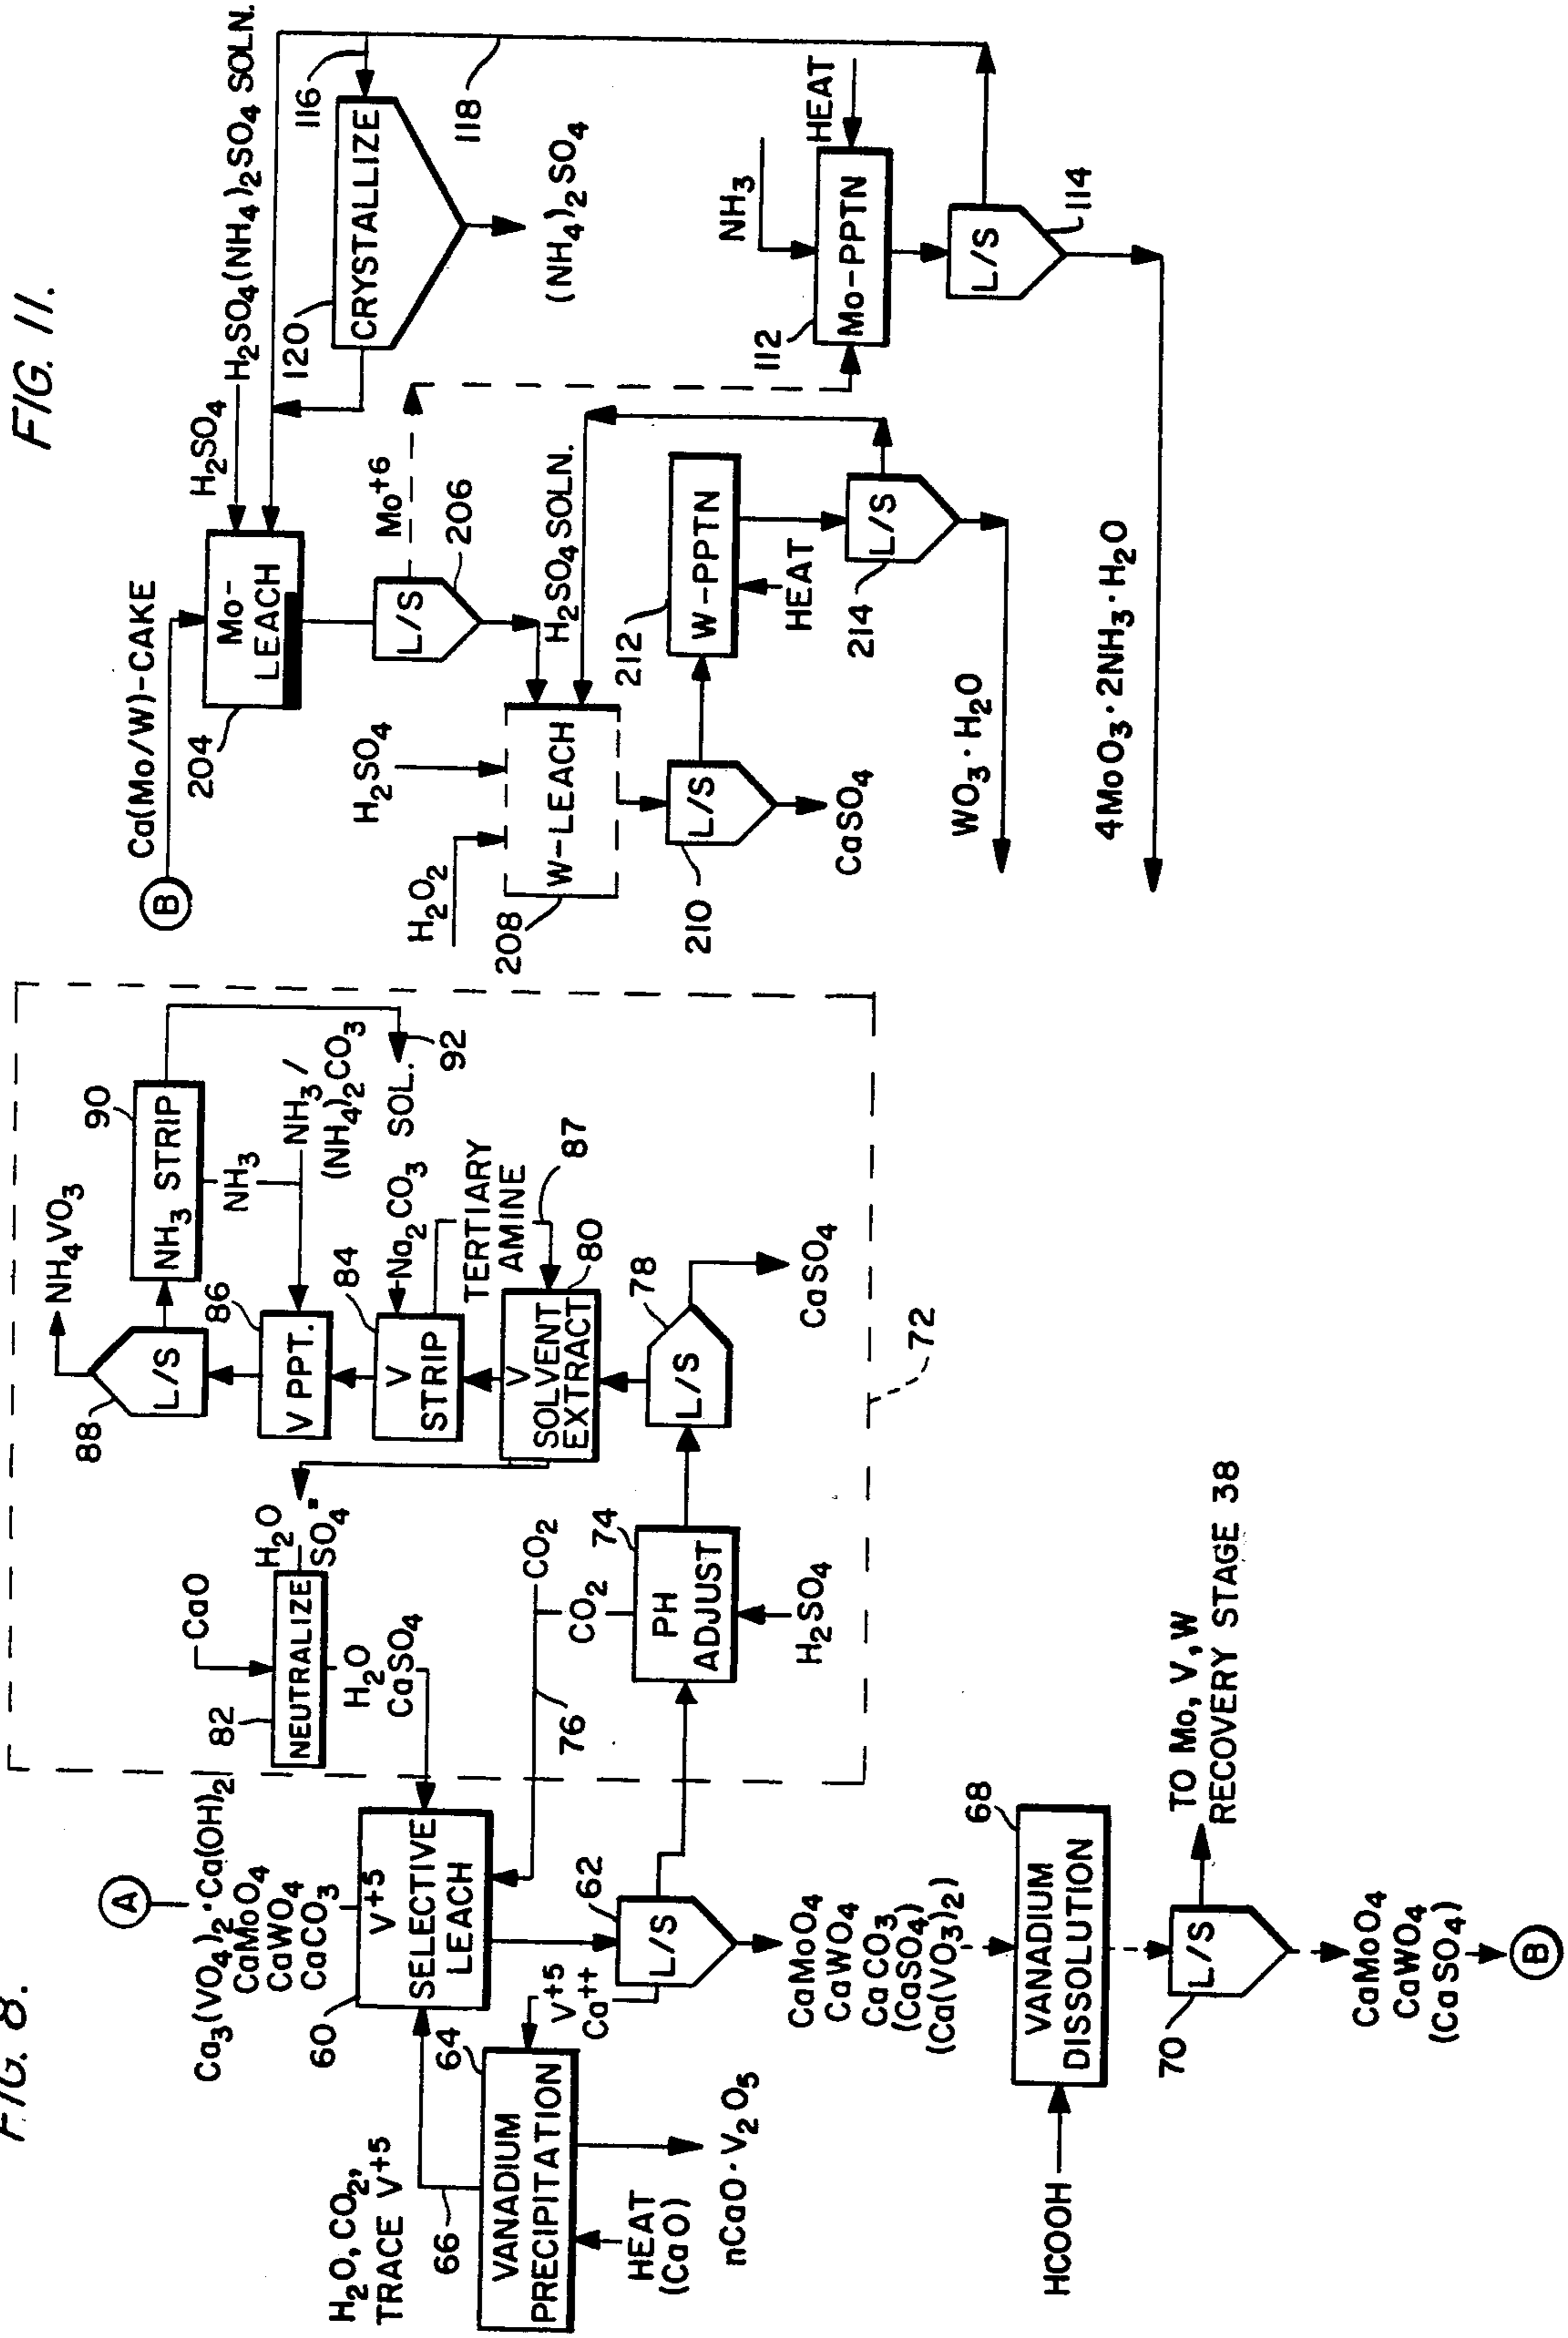 FIG. 8.
A
Ca3(VO4)2·Ca(OH)2
CaMoO4
CaWO4
CaCO3
60
V+5
SELECTIVE
LEACH
H2O, CO2,
TRACE V+5
66
64
VANADIUM
PRECIPITATION
HEAT
(CaO)
nCaO·V2O5
V+5
Ca++
L/S
62
CaMoO4
CaWO4
CaCO3
(CaSO4)
(Ca(VO3)2)
HCOOH
VANADIUM
DISSOLUTION
68
70
L/S
TO Mo, V, W
RECOVERY STAGE 38
CaMoO4
CaWO4
(CaSO4)
B
CaO
82
NEUTRALIZE
H2O
SO4=
H2O
CaSO4
76
CO2
CO2
74
PH
ADJUST
H2SO4
L/S
78
CaSO4
72
V
SOLVENT
EXTRACT
80
87
TERTIARY
AMINE
V
STRIP
84
Na2CO3 SOL.
92
V PPT.
86
NH3/
(NH4)2CO3
NH3
88
L/S
NH4VO3
NH3 STRIP
90
FIG. 11.
B
Ca(Mo/W)-CAKE
204
Mo-
LEACH
H2SO4
H2SO4(NH4)2SO4 SOLN.
116
120
CRYSTALLIZE
118
(NH4)2SO4
L/S
206
Mo+6
H2O2
H2SO4
H2SO4 SOLN.
208
W-LEACH
210
L/S
CaSO4
212
W-PPTN
HEAT
214
L/S
WO3·H2O
NH3
HEAT
112
Mo-PPTN
L/S
114
4MoO3·2NH3·H2O